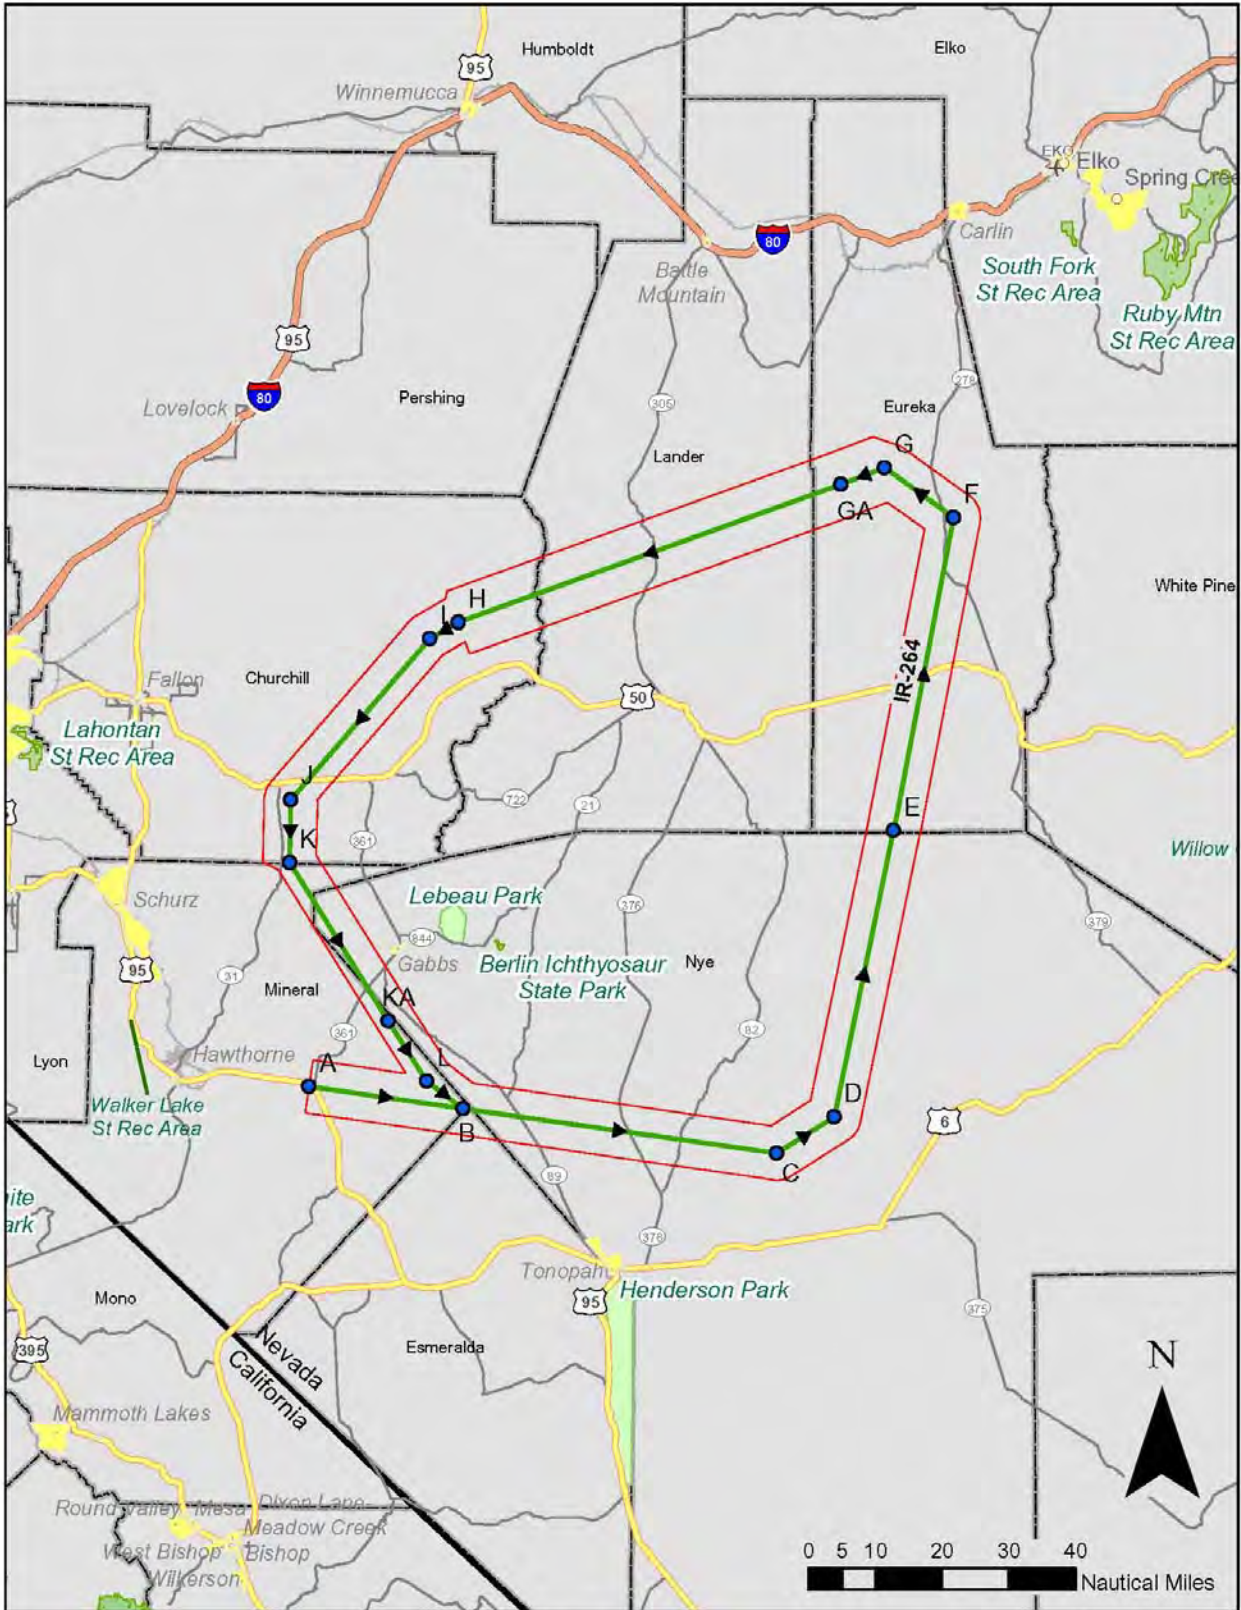 Humboldt
Elko
95
Winnemucca
EKO
Elko
Spring Cree
80
Carlin
Battle
Mountain
South Fork
St Rec Area
Ruby Mtn
St Rec Area
95
80
Lovelock
Pershing
305
278
Eureka
Lander
G
F
GA
White Pine
H
I
IR-264
Fallon
Churchill
50
Lahontan
St Rec Area
J
722
21
E
K
361
Willow
Schurz
Lebeau Park
376
379
844
Gabbs
Berlin Ichthyosaur
State Park
Nye
95
31
Mineral
KA
361
82
Lyon
Hawthorne
A
L
D
Walker Lake
St Rec Area
B
6
C
89
ite
ark
376
Tonopah
Henderson Park
95
Mono
375
395
Nevada
California
Esmeralda
N
Mammoth Lakes
Round Valley
Mesa
Dixon Lane
Meadow Creek
West Bishop
Bishop
Wilkerson
0 5 10 20 30 40
Nautical Miles